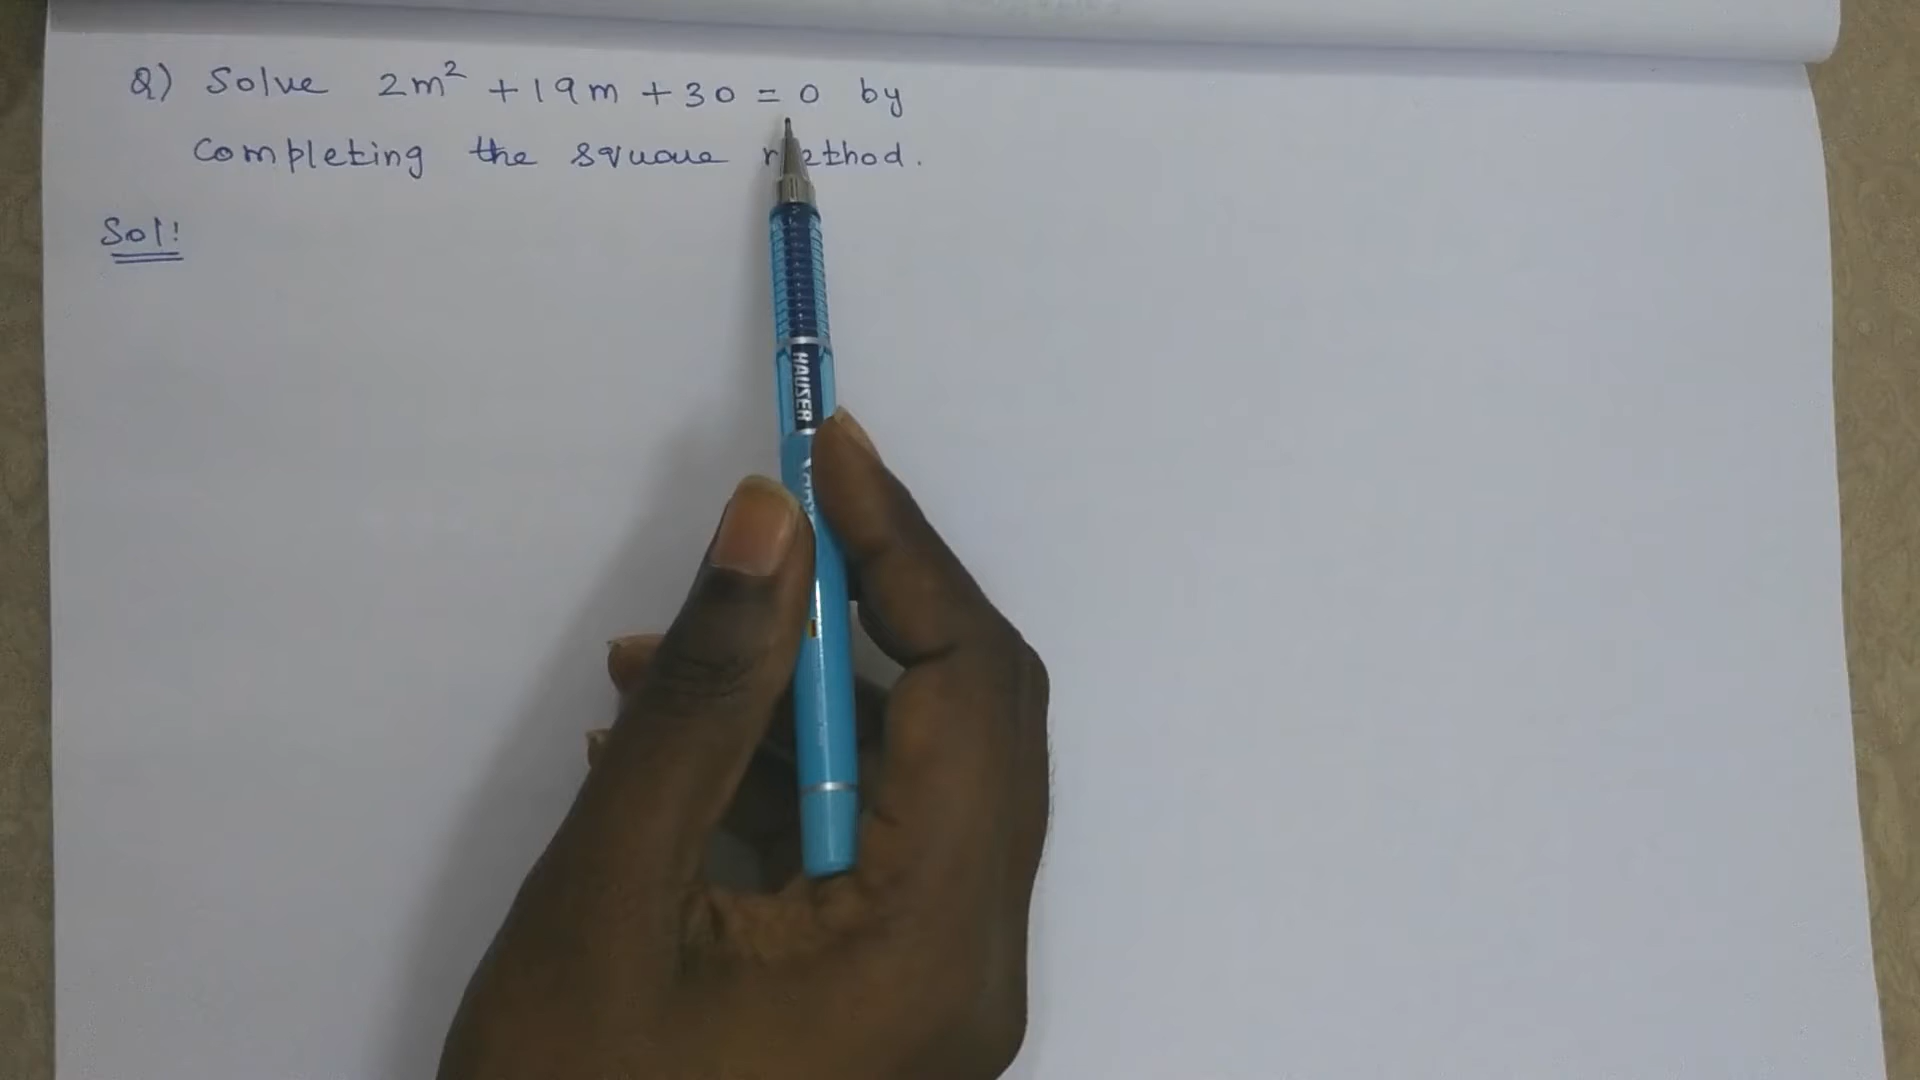 Q) Solve 2m² + 19m + 30 = 0 by
completing the square method.
Sol:
HAUSER